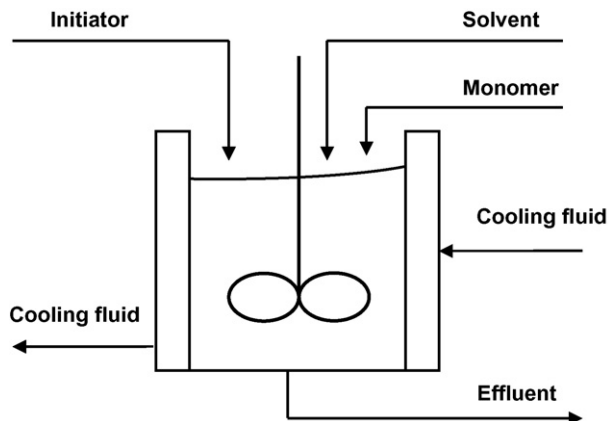 Initiator
Solvent
Monomer
Cooling fluid
Cooling fluid
Effluent